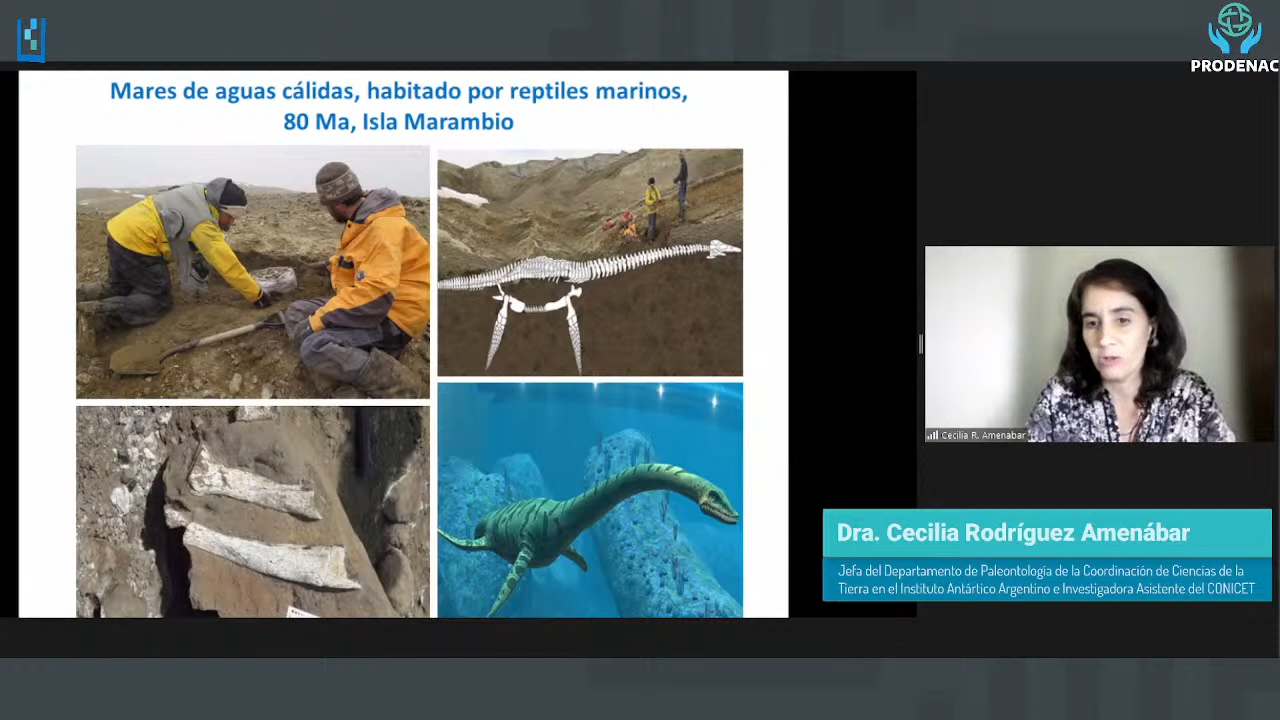 PRODENAC
Mares de aguas cálidas, habitado por reptiles marinos,
80 Ma, Isla Marambio
Cecilia R. Amenabar
Dra. Cecilia Rodríguez Amenábar
Jefa del Departamento de Paleontología de la Coordinación de Ciencias de la
Tierra en el Instituto Antártico Argentino e Investigadora Asistente del CONICET